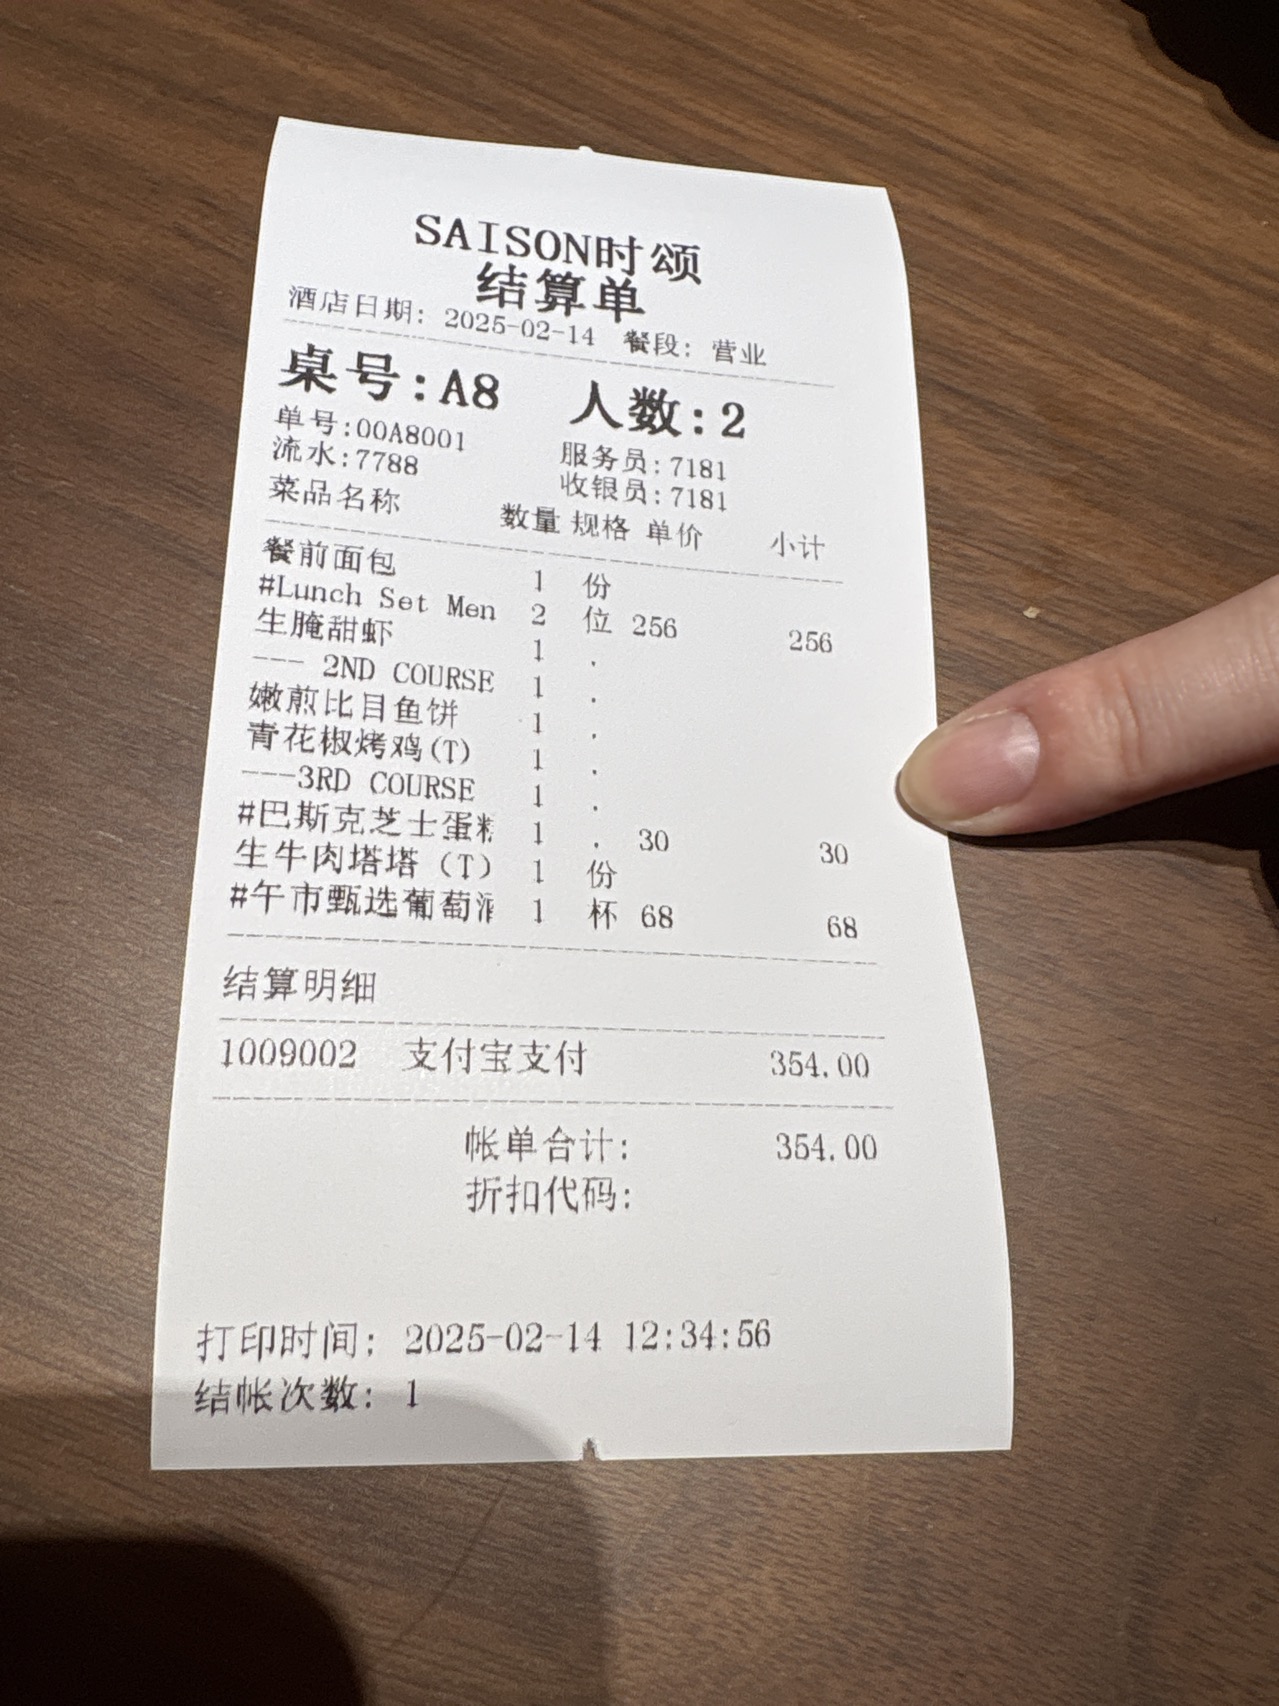 SAISON时颂
结算单
酒店日期: 2025-02-14 餐段: 营业
桌号:A8 人数:2
单号:00A8001 服务员:7181
流水:7788 收银员:7181
菜品名称 数量 规格 单价 小计
餐前面包 1 份
#Lunch Set Men 2 位 256 256
生腌甜虾 1 .
--- 2ND COURSE 1 .
嫩煎比目鱼饼 1 .
青花椒烤鸡(T) 1 .
---3RD COURSE 1 .
#巴斯克芝士蛋糕 1 . 30 30
生牛肉塔塔 (T) 1 份
#午市甄选葡萄酒 1 杯 68 68
结算明细
1009002 支付宝支付 354.00
帐单合计: 354.00
折扣代码:
打印时间: 2025-02-14 12:34:56
结帐次数: 1